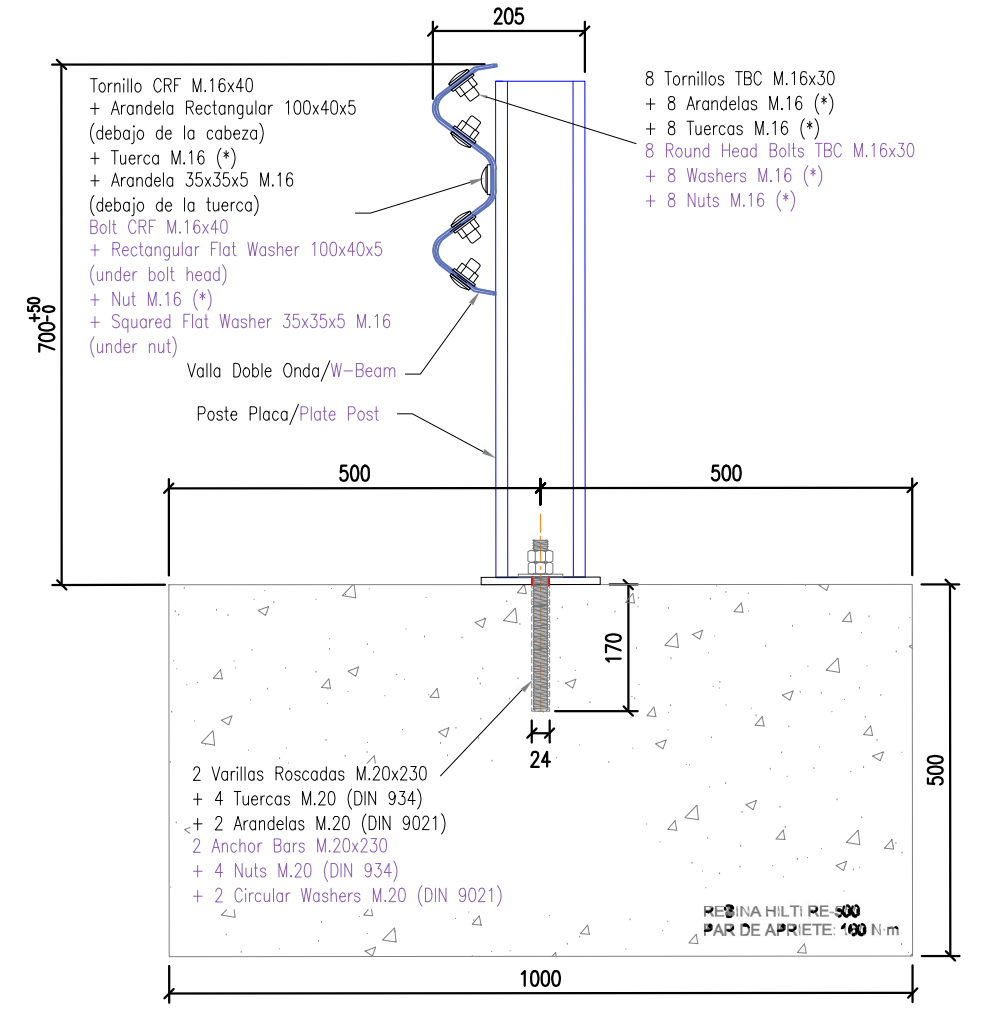 205
Tornillo CRF M.16x40
+ Arandela Rectangular 100x40x5
(debajo de la cabeza)
+ Tuerca M.16 (*)
+ Arandela 35x35x5 M.16
(debajo de la tuerca)
Bolt CRF M.16x40
+ Rectangular Flat Washer 100x40x5
(under bolt head)
+ Nut M.16 (*)
+ Squared Flat Washer 35x35x5 M.16
(under nut)
8 Tornillos TBC M.16x30
+ 8 Arandelas M.16 (*)
+ 8 Tuercas M.16 (*)
8 Round Head Bolts TBC M.16x30
+ 8 Washers M.16 (*)
+ 8 Nuts M.16 (*)
700 +50 -0
Valla Doble Onda/W-Beam
Poste Placa/Plate Post
500
500
170
24
500
2 Varillas Roscadas M.20x230
+ 4 Tuercas M.20 (DIN 934)
+ 2 Arandelas M.20 (DIN 9021)
2 Anchor Bars M.20x230
+ 4 Nuts M.20 (DIN 934)
+ 2 Circular Washers M.20 (DIN 9021)
RESINA HILTI RE-500
PAR DE APRIETE: N·m
1000